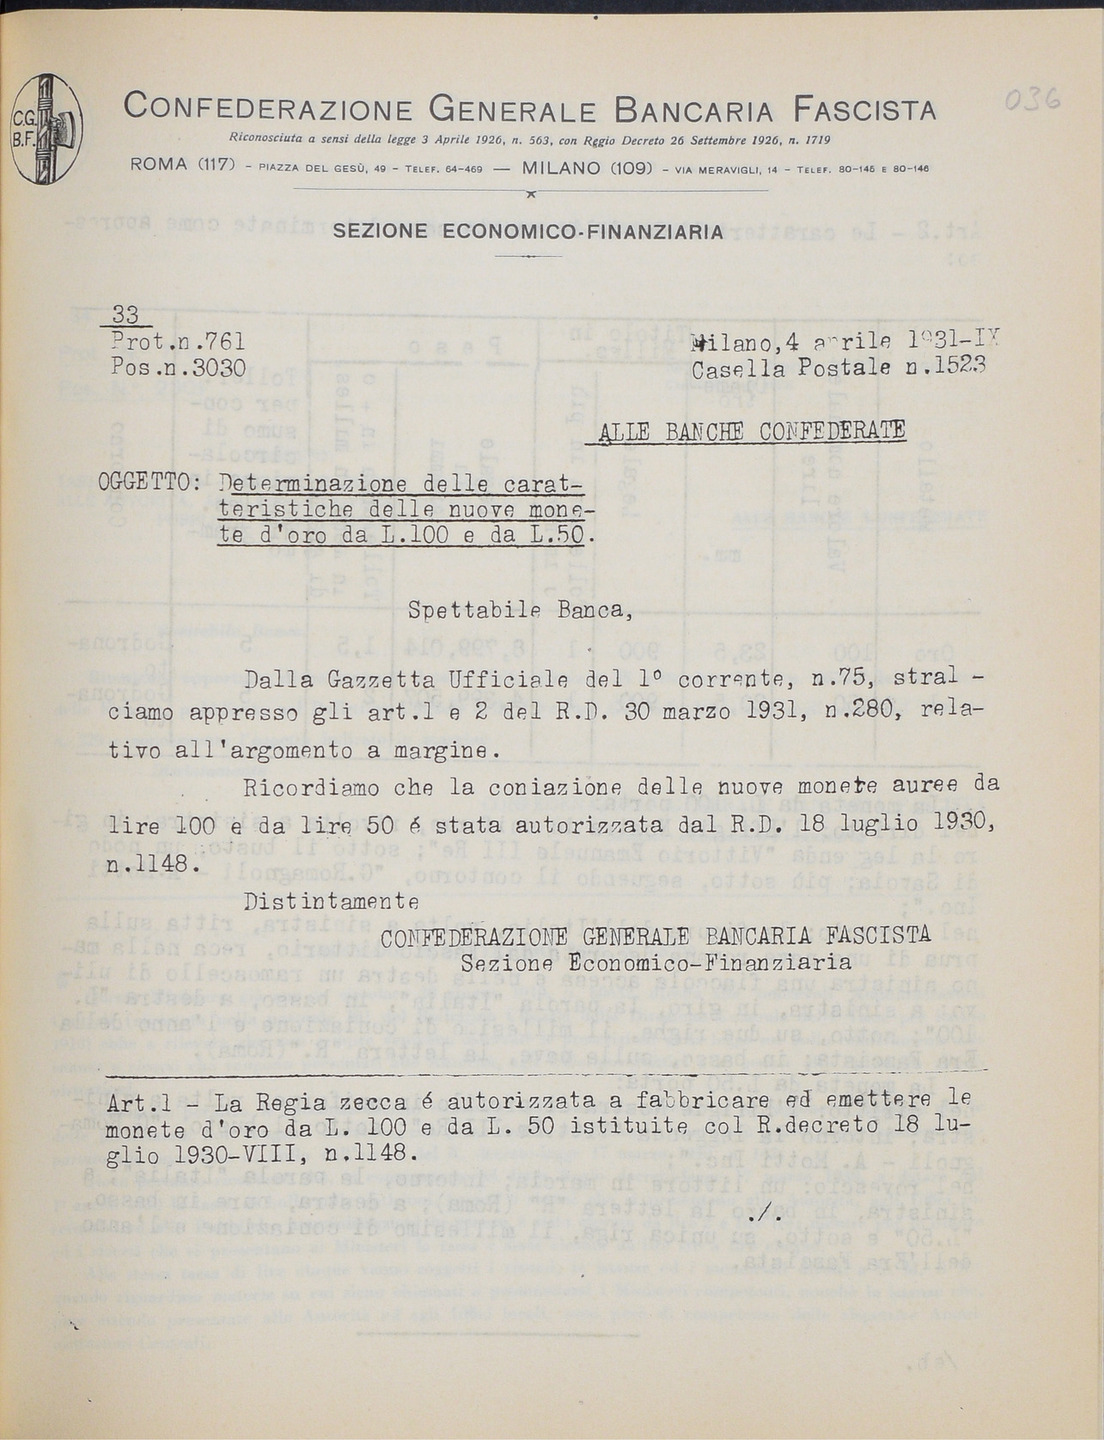 C.G.
B.F.
CONFEDERAZIONE GENERALE BANCARIA FASCISTA
036
Riconosciuta a sensi della legge 3 Aprile 1926, n. 563, con Regio Decreto 26 Settembre 1926, n. 1719
ROMA (117) - PIAZZA DEL GESÙ, 49 - TELEF. 64-469 — MILANO (109) - VIA MERAVIGLI, 14 - TELEF. 80-145 E 80-146
SEZIONE ECONOMICO-FINANZIARIA
33
Prot.n.761
Pos.n.3030
Milano,4 aprile 1931-IX
Casella Postale n.1523
ALLE BANCHE CONFEDERATE
OGGETTO: Determinazione delle carat-
teristiche delle nuove mone-
te d'oro da L.100 e da L.50.
Spettabile Banca,
Dalla Gazzetta Ufficiale del 1° corrente, n.75, stral -
ciamo appresso gli art.1 e 2 del R.D. 30 marzo 1931, n.280, rela-
tivo all'argomento a margine.
Ricordiamo che la coniazione delle nuove monete auree da
lire 100 e da lire 50 é stata autorizzata dal R.D. 18 luglio 1930,
n.1148.
Distintamente
CONFEDERAZIONE GENERALE BANCARIA FASCISTA
Sezione Economico-Finanziaria
Art.1 - La Regia zecca é autorizzata a fabbricare ed emettere le
monete d'oro da L. 100 e da L. 50 istituite col R.decreto 18 lu-
glio 1930-VIII, n.1148.
./.